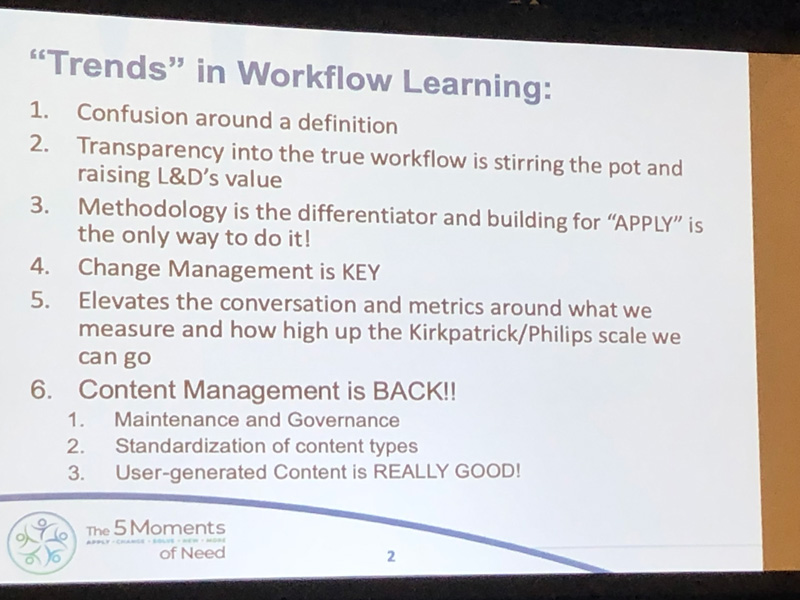 “Trends” in Workflow Learning:
1. Confusion around a definition
2. Transparency into the true workflow is stirring the pot and
raising L&D’s value
3. Methodology is the differentiator and building for “APPLY” is
the only way to do it!
4. Change Management is KEY
5. Elevates the conversation and metrics around what we
measure and how high up the Kirkpatrick/Philips scale we
can go
6. Content Management is BACK!!
1. Maintenance and Governance
2. Standardization of content types
3. User-generated Content is REALLY GOOD!
The 5 Moments
APPLY • CHANGE • SOLVE • NEW • MORE
of Need
2